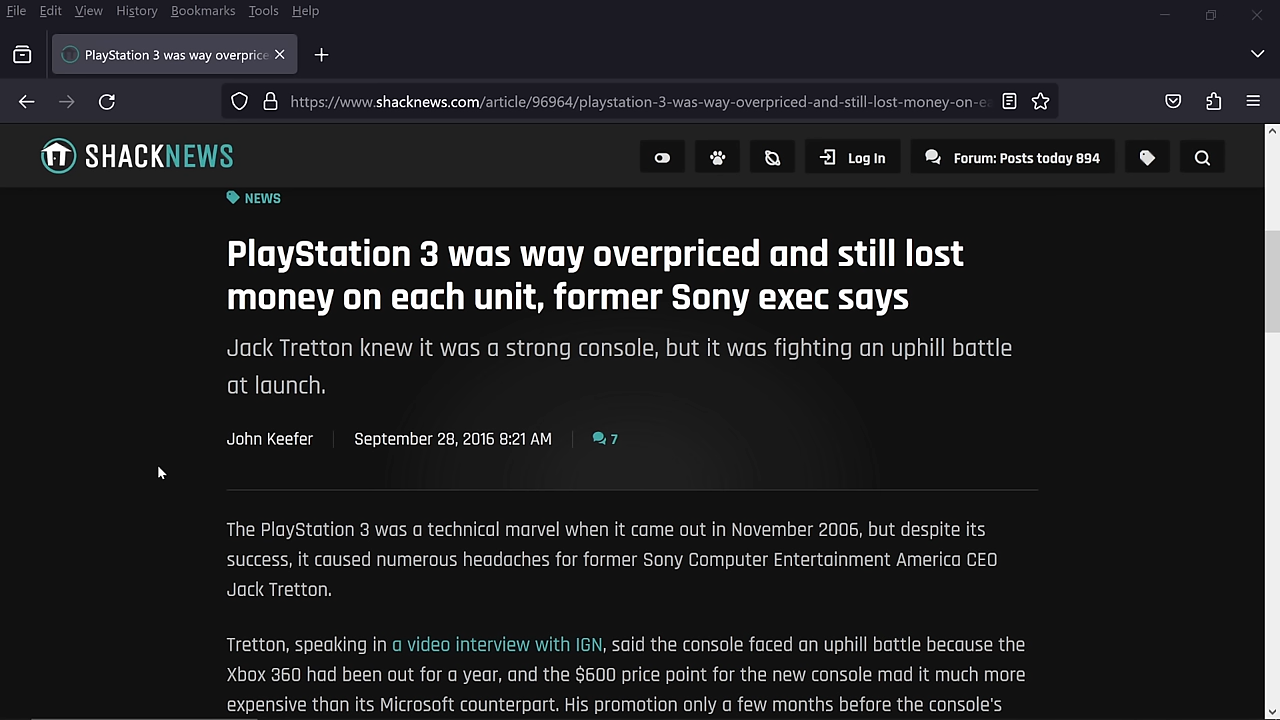 File Edit View History Bookmarks Tools Help
PlayStation 3 was way overprice
https://www.shacknews.com/article/96964/playstation-3-was-way-overpriced-and-still-lost-money-on-ea
SHACKNEWS
Log In
Forum: Posts today 894
NEWS
PlayStation 3 was way overpriced and still lost
money on each unit, former Sony exec says
Jack Tretton knew it was a strong console, but it was fighting an uphill battle
at launch.
John Keefer
September 28, 2016 8:21 AM
7
The PlayStation 3 was a technical marvel when it came out in November 2006, but despite its
success, it caused numerous headaches for former Sony Computer Entertainment America CEO
Jack Tretton.
Tretton, speaking in a video interview with IGN, said the console faced an uphill battle because the
Xbox 360 had been out for a year, and the $600 price point for the new console mad it much more
expensive than its Microsoft counterpart. His promotion only a few months before the console's